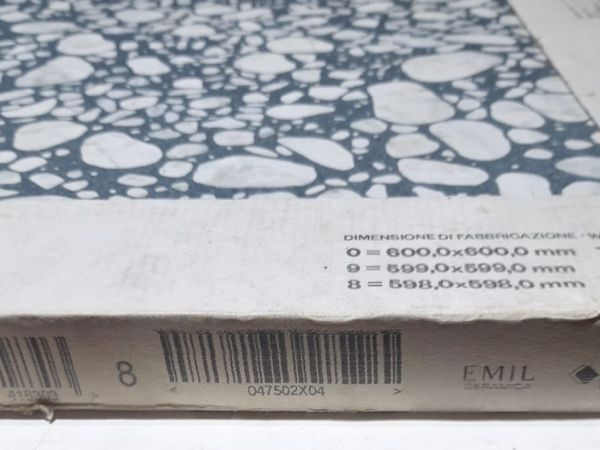 DIMENSIONE DI FABBRICAZIONE - W
0 = 600,0x600,0 mm
9 = 599,0x599,0 mm
8 = 598,0x598,0 mm
8
047502X04
EMIL
CERAMICA